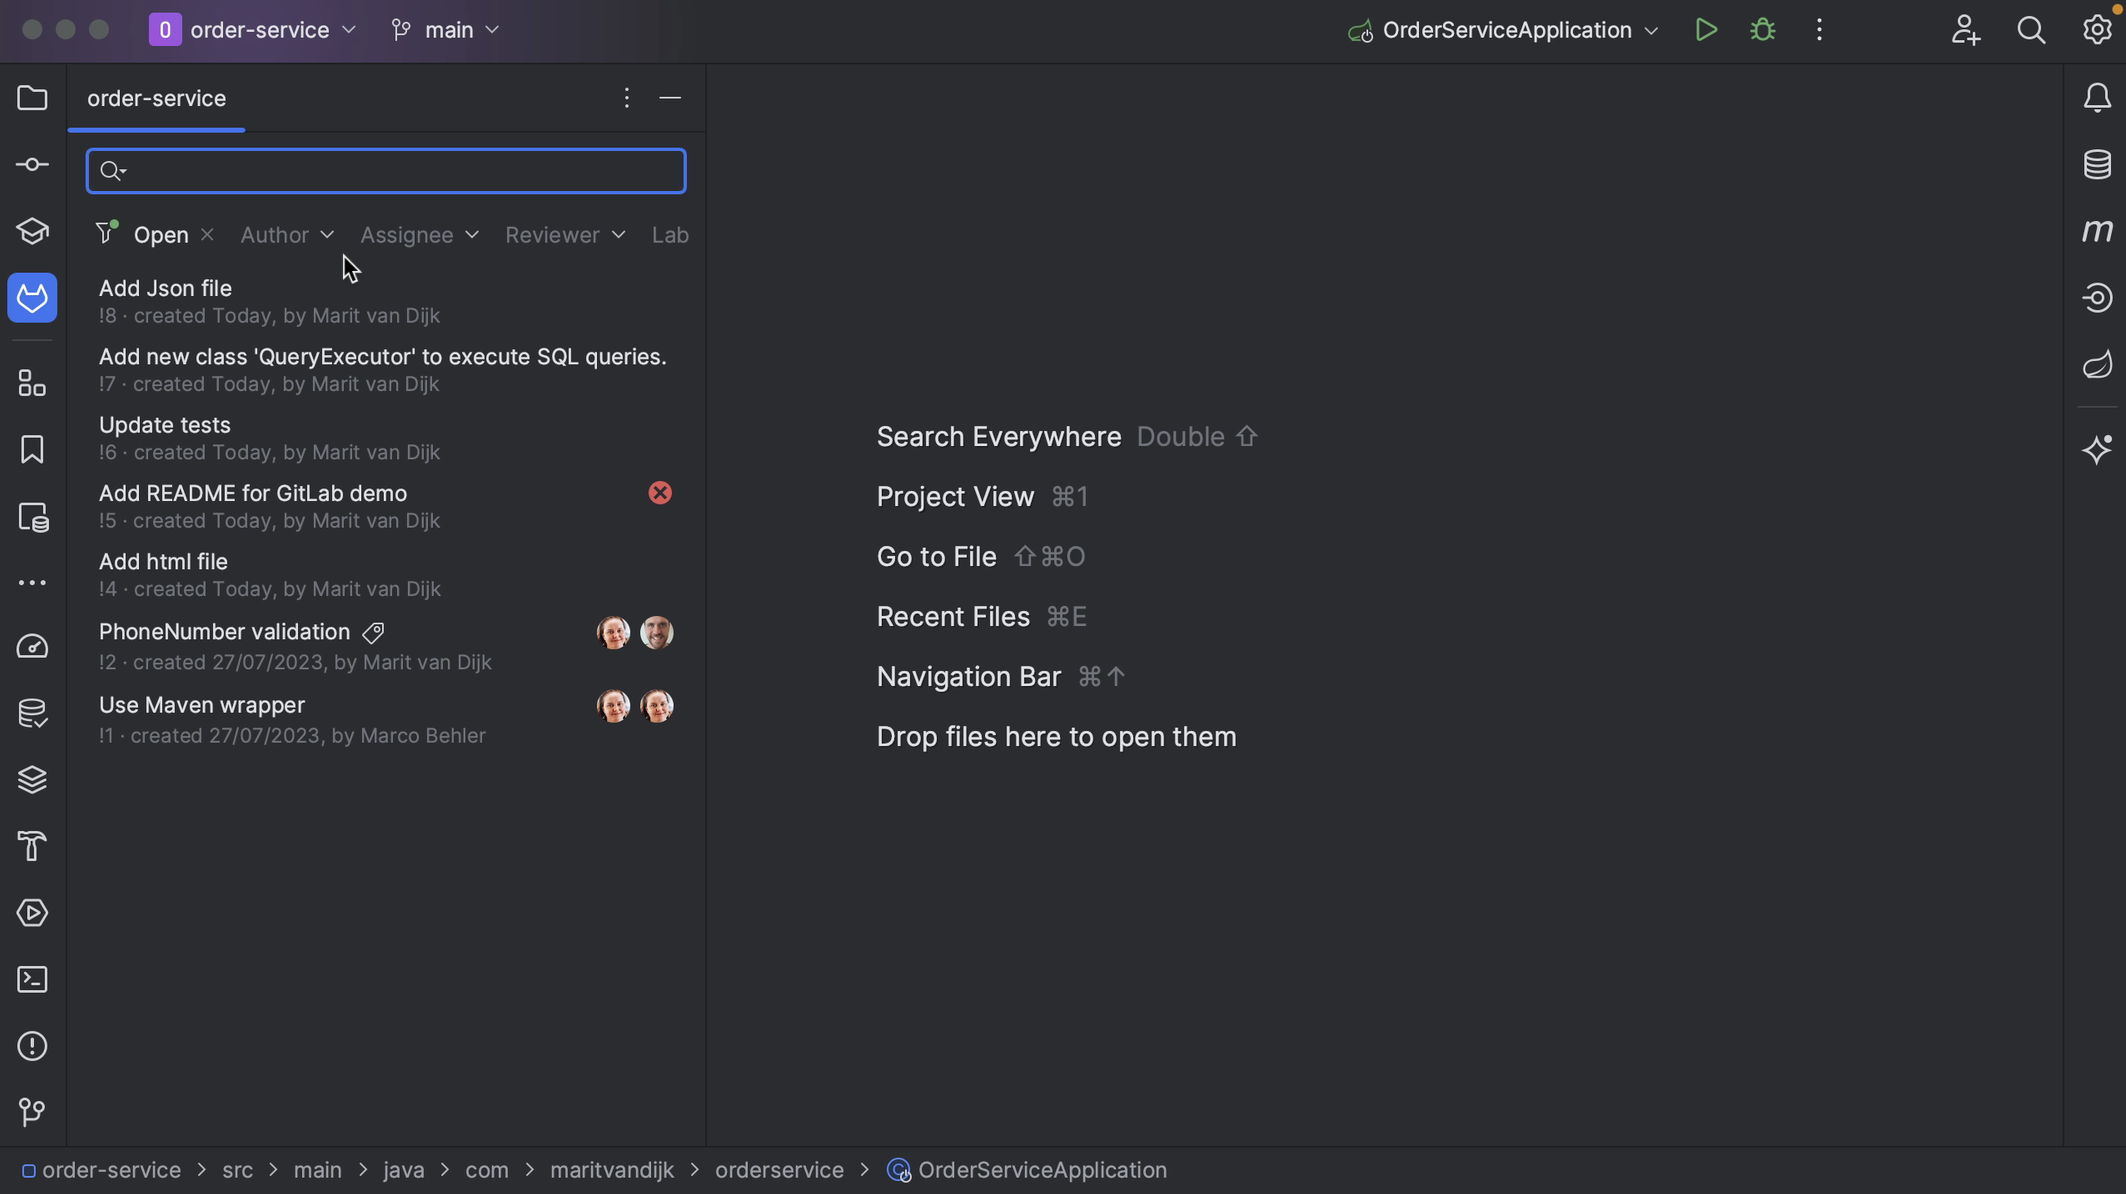 0 order-service main OrderServiceApplication
order-service
Open Author Assignee Reviewer Lab
Add Json file
!8 · created Today, by Marit van Dijk
Add new class 'QueryExecutor' to execute SQL queries.
!7 · created Today, by Marit van Dijk
Update tests
!6 · created Today, by Marit van Dijk
Add README for GitLab demo
!5 · created Today, by Marit van Dijk
Add html file
!4 · created Today, by Marit van Dijk
PhoneNumber validation
!2 · created 27/07/2023, by Marit van Dijk
Use Maven wrapper
!1 · created 27/07/2023, by Marco Behler
Search Everywhere Double ⇧
Project View ⌘1
Go to File ⇧⌘O
Recent Files ⌘E
Navigation Bar ⌘↑
Drop files here to open them
m
order-service > src > main > java > com > maritvandijk > orderservice > OrderServiceApplication